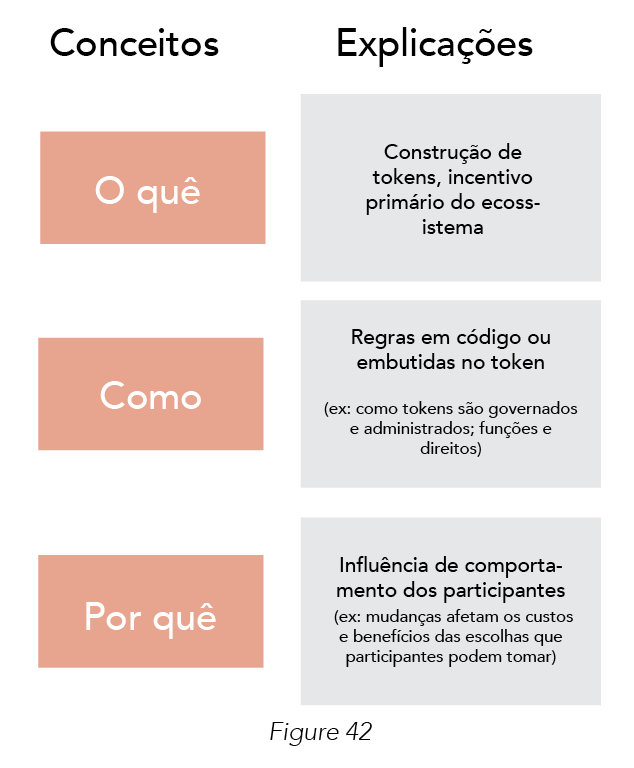 Conceitos
Explicações
O quê
Construção de
tokens, incentivo
primário do ecoss-
istema
Como
Regras em código ou
embutidas no token
(ex: como tokens são governados
e administrados; funções e
direitos)
Por quê
Influência de comporta-
mento dos participantes
(ex: mudanças afetam os custos
e benefícios das escolhas que
participantes podem tomar)
Figure 42